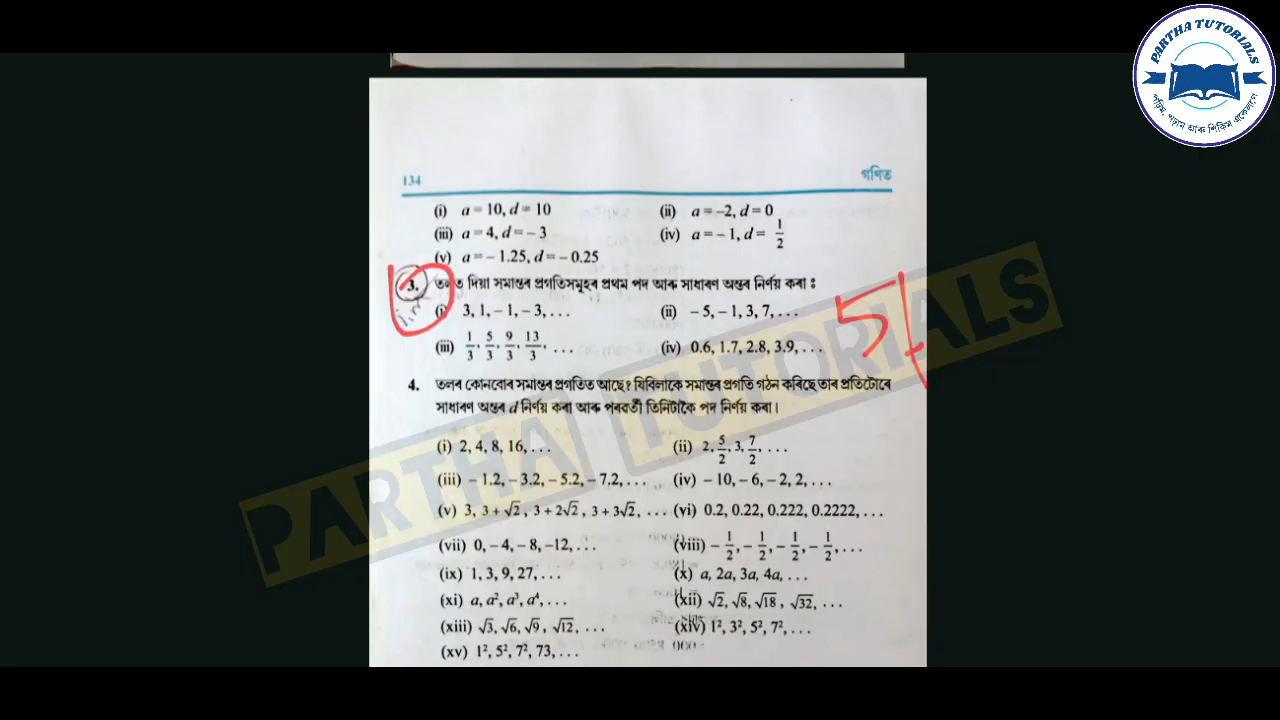 PARTHA TUTORIALS
পঢ়িম, পঢ়াম আৰু শিকিম একেলগে
134 গণিত
(i) a = 10, d = 10 (ii) a = –2, d = 0
(iii) a = 4, d = – 3 (iv) a = – 1, d = 1/2
(v) a = – 1.25, d = – 0.25
3. তলত দিয়া সমান্তৰ প্ৰগতিসমূহৰ প্ৰথম পদ আৰু সাধাৰণ অন্তৰ নিৰ্ণয় কৰা ঃ
(i) 3, 1, – 1, – 3, . . . (ii) – 5, – 1, 3, 7, . . .
(iii) 1/3, 5/3, 9/3, 13/3, . . . (iv) 0.6, 1.7, 2.8, 3.9, . . .
4. তলৰ কোনবোৰ সমান্তৰ প্ৰগতিত আছে? যিবিলাকে সমান্তৰ প্ৰগতি গঠন কৰিছে তাৰ প্ৰতিটোৰে
সাধাৰণ অন্তৰ d নিৰ্ণয় কৰা আৰু পৰৱৰ্তী তিনিটাকৈ পদ নিৰ্ণয় কৰা।
(i) 2, 4, 8, 16, . . . (ii) 2, 5/2, 3, 7/2, . . .
(iii) – 1.2, – 3.2, – 5.2, – 7.2, . . . (iv) – 10, – 6, – 2, 2, . . .
(v) 3, 3 + √2, 3 + 2√2, 3 + 3√2, . . . (vi) 0.2, 0.22, 0.222, 0.2222, . . .
(vii) 0, – 4, – 8, –12, . . . (viii) – 1/2, – 1/2, – 1/2, – 1/2, . . .
(ix) 1, 3, 9, 27, . . . (x) a, 2a, 3a, 4a, . . .
(xi) a, a², a³, a⁴, . . . (xii) √2, √8, √18, √32, . . .
(xiii) √3, √6, √9, √12, . . . (xiv) 1², 3², 5², 7², . . .
(xv) 1², 5², 7², 73, . . .
PARTHA TUTORIALS